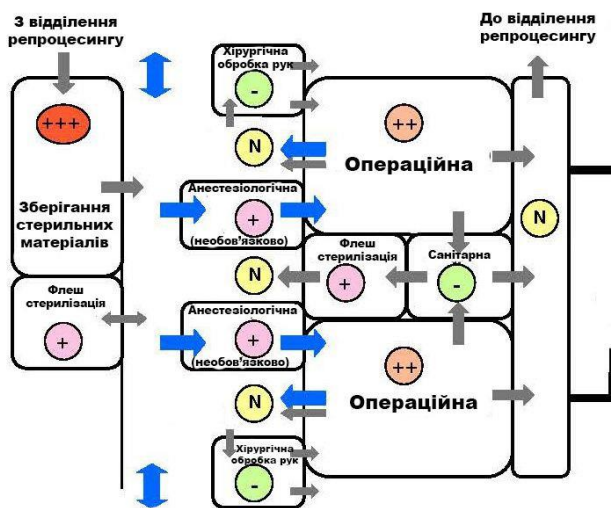 З відділення
репроцесингу
До відділення
репроцесингу
Хірургічна
обробка рук
-
+++
++
N
Операційна
Анестезіологічна
+
(необов'язково)
Зберігання
стерильних
матеріалів
N
Флеш
стерилізація
+
Санітарна
-
N
Флеш
стерилізація
+
Анестезіологічна
+
(необов'язково)
++
N
Операційна
Хірургічна
обробка рук
-